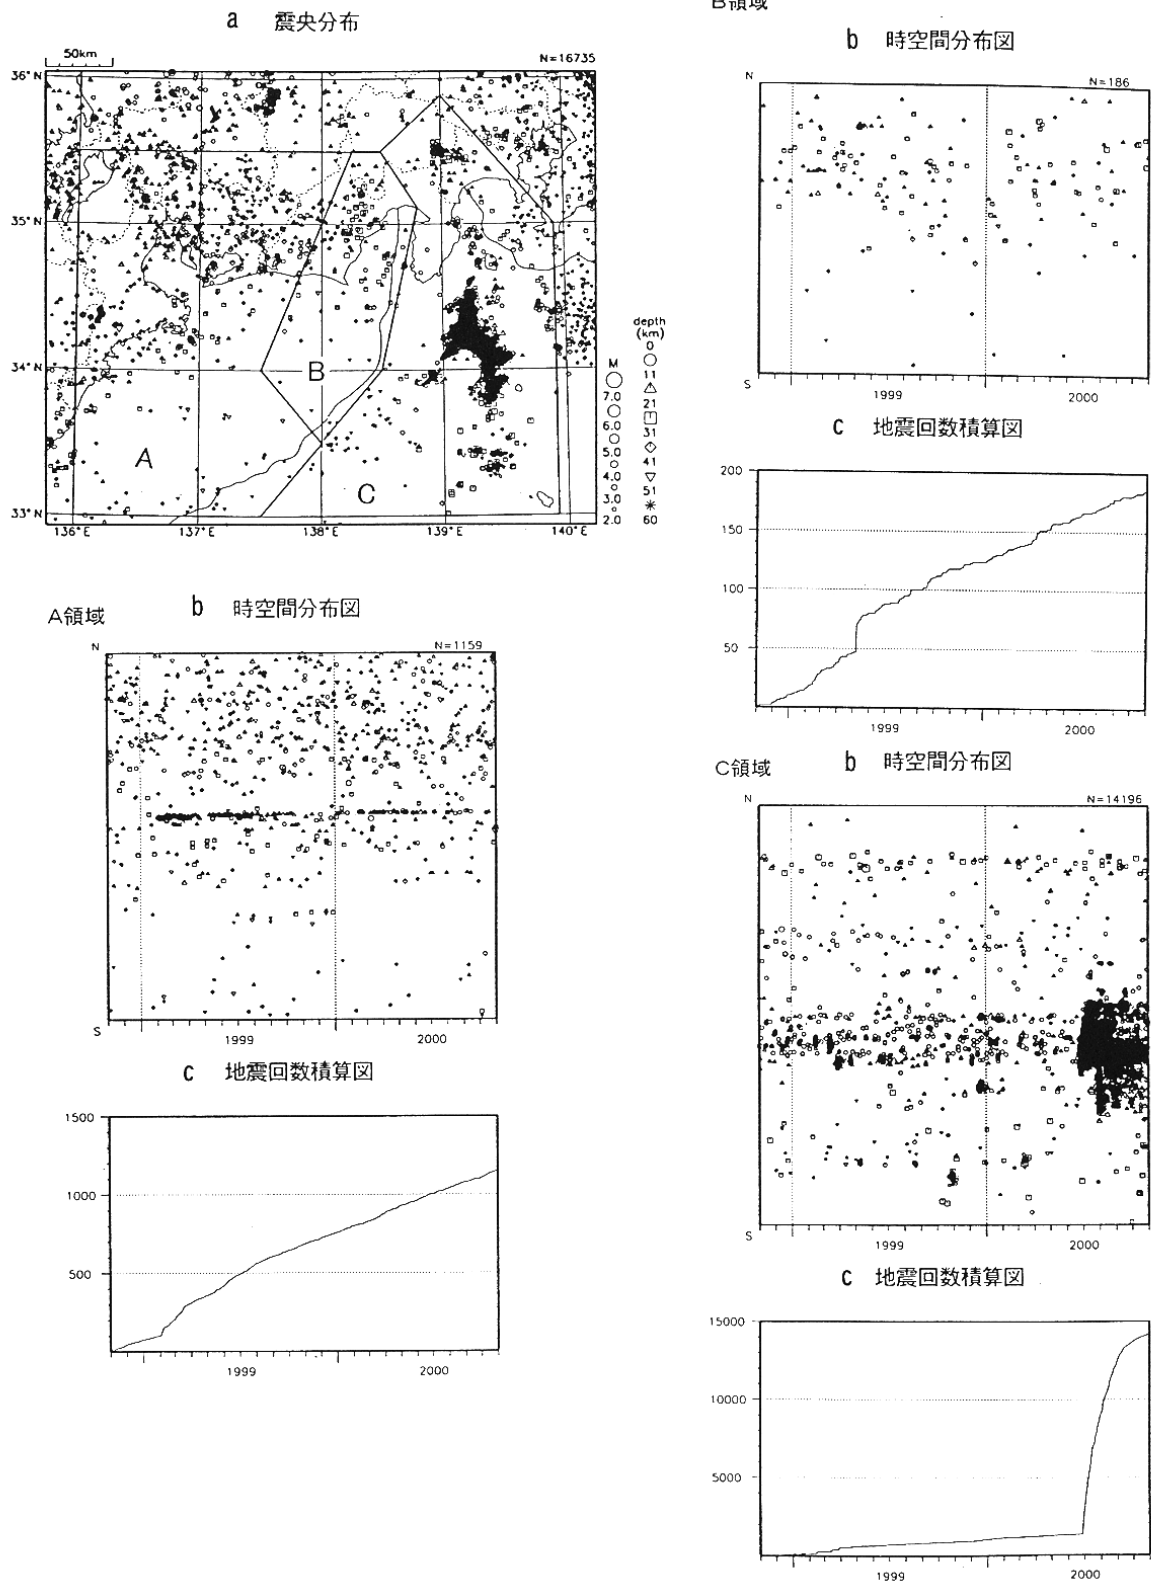 a 震央分布
50km
N=16735
36°N
35°N
34°N
33°N
136°E
137°E
138°E
139°E
140°E
A
B
C
M
7.0
6.0
5.0
4.0
3.0
2.0
depth
(km)
0
11
21
31
41
51
60
A領域
b 時空間分布図
N
N=1159
S
1999
2000
c 地震回数積算図
1500
1000
500
1999
2000
B領域
b 時空間分布図
N
N=186
S
1999
2000
c 地震回数積算図
200
150
100
50
1999
2000
C領域
b 時空間分布図
N
N=14196
S
1999
2000
c 地震回数積算図
15000
10000
5000
1999
2000